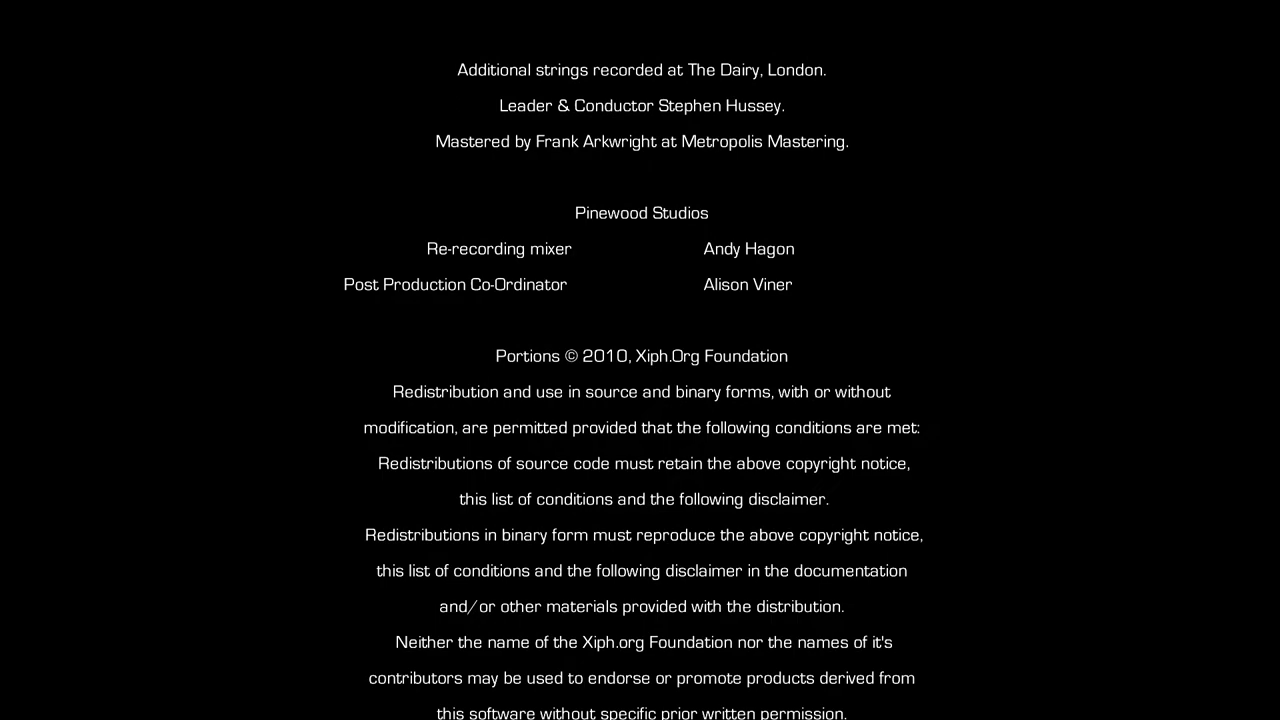 Additional strings recorded at The Dairy, London.
Leader & Conductor Stephen Hussey.
Mastered by Frank Arkwright at Metropolis Mastering.
Pinewood Studios
Re-recording mixer Andy Hagon
Post Production Co-Ordinator Alison Viner
Portions © 2010, Xiph.Org Foundation
Redistribution and use in source and binary forms, with or without
modification, are permitted provided that the following conditions are met:
Redistributions of source code must retain the above copyright notice,
this list of conditions and the following disclaimer.
Redistributions in binary form must reproduce the above copyright notice,
this list of conditions and the following disclaimer in the documentation
and/or other materials provided with the distribution.
Neither the name of the Xiph.org Foundation nor the names of it's
contributors may be used to endorse or promote products derived from
this software without specific prior written permission.